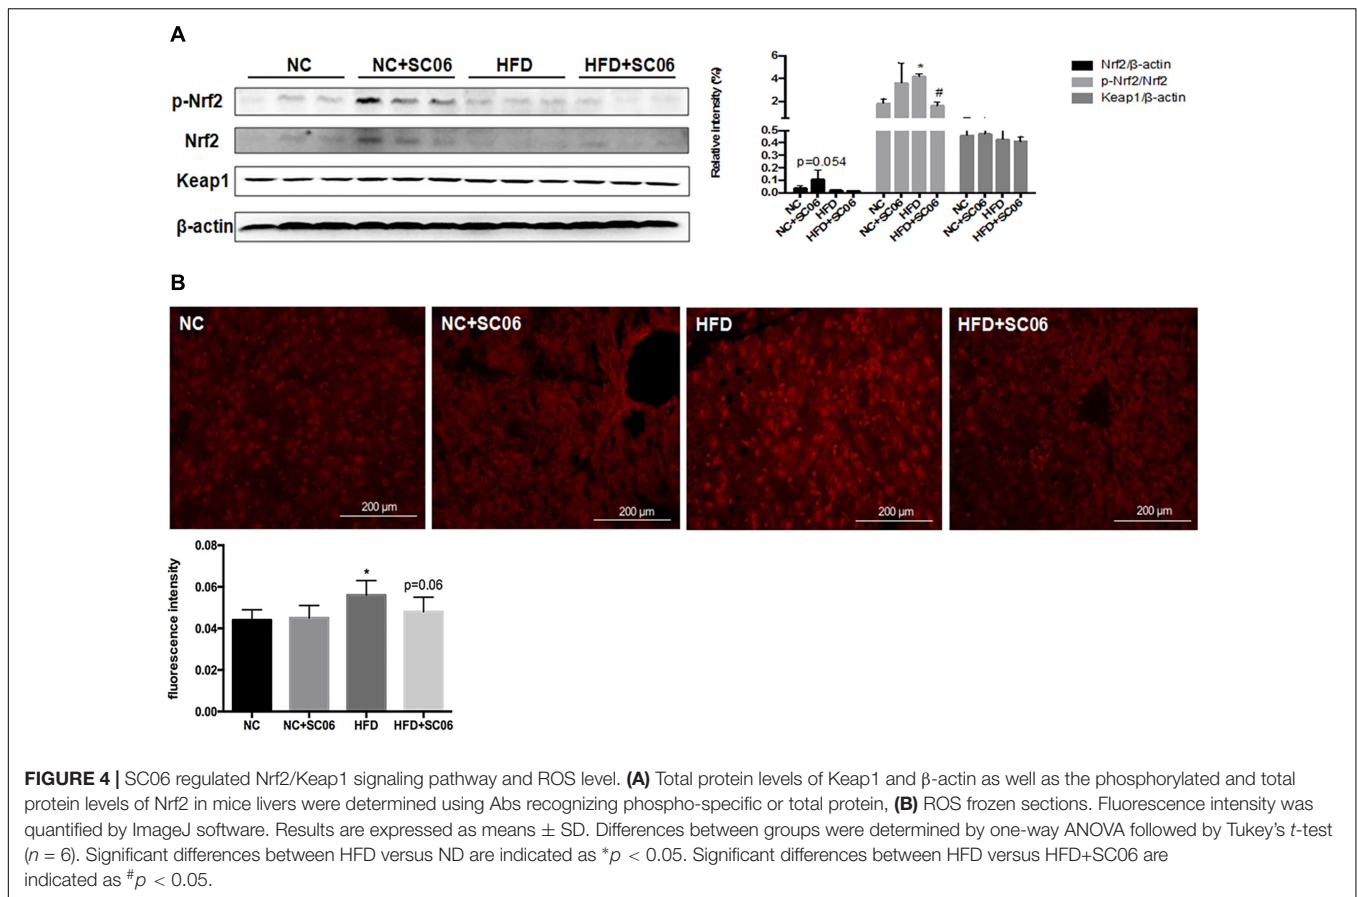 A
NC NC+SC06 HFD HFD+SC06
p-Nrf2
Nrf2
Keap1
β-actin
Relative intensity (%)
6
4
2
0.5
0.4
0.3
0.2
0.1
0.0
p=0.054
*
#
NC NC+SC06 HFD HFD+SC06 NC NC+SC06 HFD HFD+SC06 NC NC+SC06 HFD HFD+SC06
Nrf2/β-actin
p-Nrf2/Nrf2
Keap1/β-actin
B
NC
200 μm
NC+SC06
200 μm
HFD
200 μm
HFD+SC06
200 μm
fluorescence intensity
0.08
0.06
0.04
0.02
0.00
*
p=0.06
NC NC+SC06 HFD HFD+SC06
FIGURE 4 | SC06 regulated Nrf2/Keap1 signaling pathway and ROS level. (A) Total protein levels of Keap1 and β-actin as well as the phosphorylated and total
protein levels of Nrf2 in mice livers were determined using Abs recognizing phospho-specific or total protein, (B) ROS frozen sections. Fluorescence intensity was
quantified by ImageJ software. Results are expressed as means ± SD. Differences between groups were determined by one-way ANOVA followed by Tukey's t-test
(n = 6). Significant differences between HFD versus ND are indicated as *p < 0.05. Significant differences between HFD versus HFD+SC06 are
indicated as #p < 0.05.